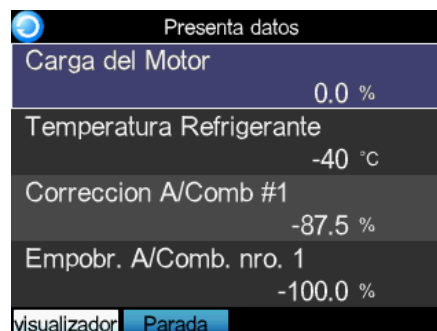 Presenta datos
Carga del Motor
0.0 %
Temperatura Refrigerante
-40 °C
Correccion A/Comb #1
-87.5 %
Empobr. A/Comb. nro. 1
-100.0 %
visualizador Parada